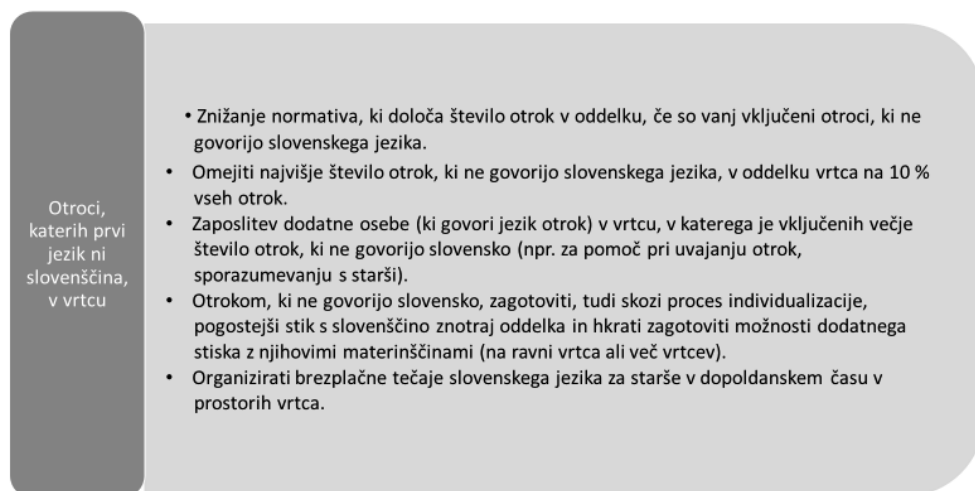 Otroci,
katerih prvi
jezik ni
slovenščina,
v vrtcu
• Znižanje normativa, ki določa število otrok v oddelku, če so vanj vključeni otroci, ki ne
govorijo slovenskega jezika.
• Omejiti najvišje število otrok, ki ne govorijo slovenskega jezika, v oddelku vrtca na 10 %
vseh otrok.
• Zaposlitev dodatne osebe (ki govori jezik otrok) v vrtcu, v katerega je vključenih večje
število otrok, ki ne govorijo slovensko (npr. za pomoč pri uvajanju otrok,
sporazumevanju s starši).
• Otrokom, ki ne govorijo slovensko, zagotoviti, tudi skozi proces individualizacije,
pogostejši stik s slovenščino znotraj oddelka in hkrati zagotoviti možnosti dodatnega
stiska z njihovimi materinščinami (na ravni vrtca ali več vrtcev).
• Organizirati brezplačne tečaje slovenskega jezika za starše v dopoldanskem času v
prostorih vrtca.